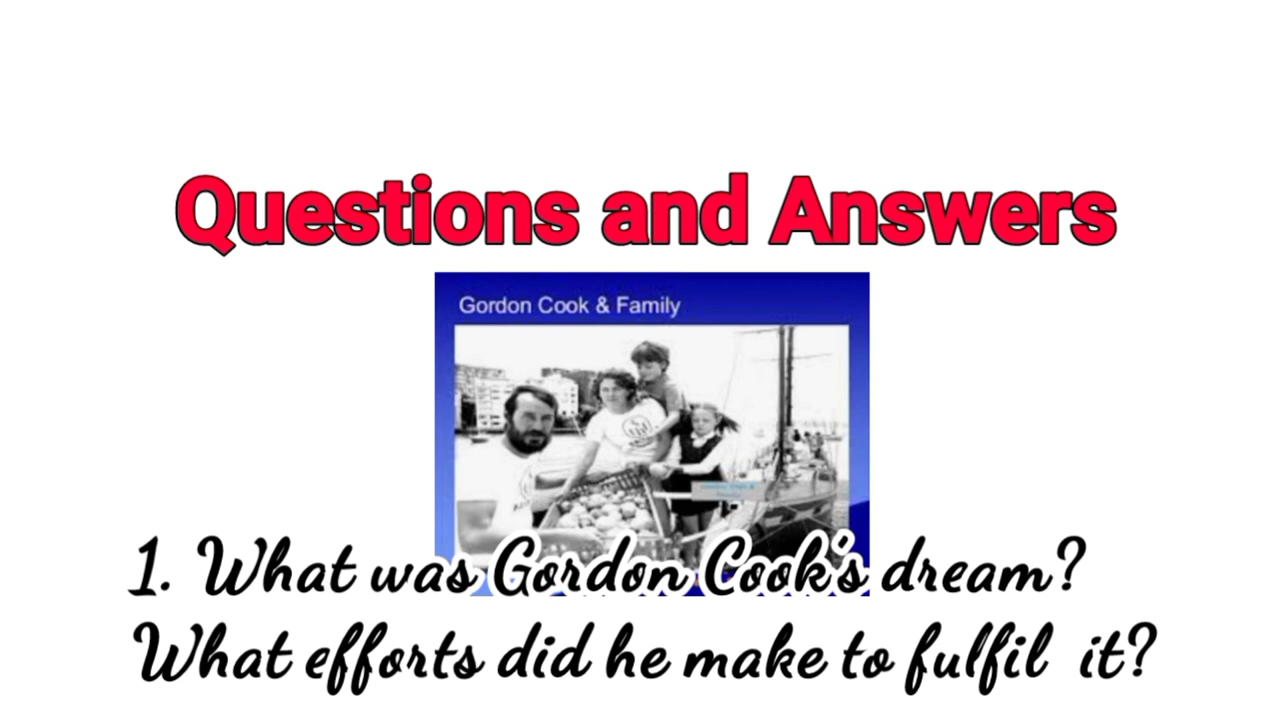 Questions and Answers
Gordon Cook & Family
1. What was Gordon Cook's dream?
What efforts did he make to fulfil it?